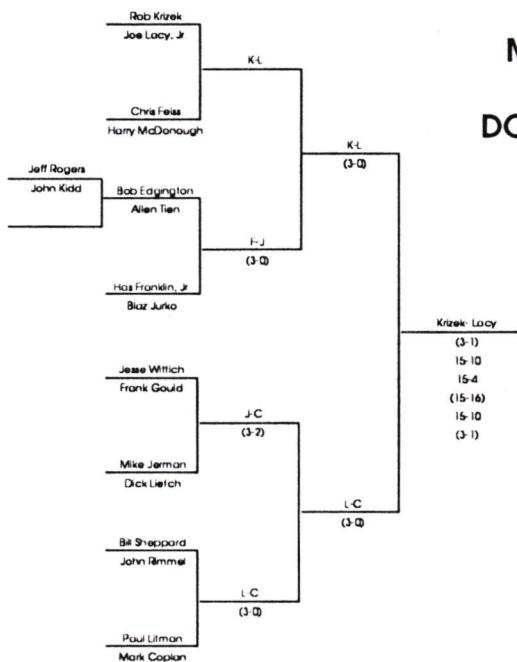 Rob Krizek
Joe Lacy, Jr
K-L
M
Chris Feiss
Harry McDonough
DO
K-L
(3-0)
Jeff Rogers
John Kidd
Bob Edgington
Allen Tien
F-J
(3-0)
Has Franklin, Jr
Blaz Jurko
Krizek- Lacy
(3-1)
15-10
15-4
(15-16)
15-10
(3-1)
Jesse Wittich
Frank Gould
J-C
(3-2)
Mike Jerman
Dick Lietch
L-C
(3-0)
Bill Sheppard
John Rimmel
L-C
(3-0)
Paul Litman
Mark Coplan